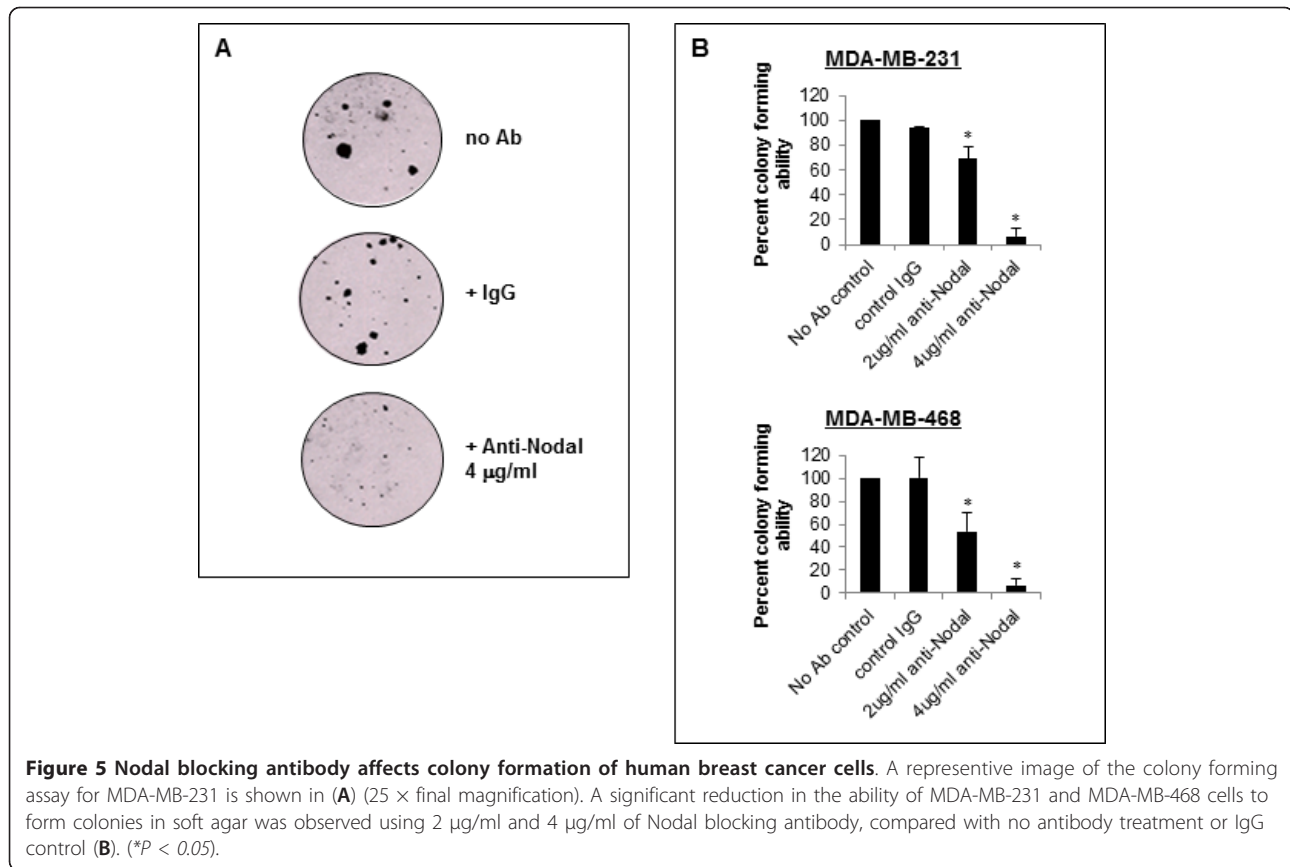 A
no Ab
+ IgG
+ Anti-Nodal
4 µg/ml
B
MDA-MB-231
Percent colony forming
ability
120
100
80
60
40
20
0
*
*
No Ab control
control IgG
2ug/ml anti-Nodal
4ug/ml anti-Nodal
MDA-MB-468
Percent colony forming
ability
120
100
80
60
40
20
0
*
*
No Ab control
control IgG
2ug/ml anti-Nodal
4ug/ml anti-Nodal
Figure 5 Nodal blocking antibody affects colony formation of human breast cancer cells. A representive image of the colony forming
assay for MDA-MB-231 is shown in (A) (25 × final magnification). A significant reduction in the ability of MDA-MB-231 and MDA-MB-468 cells to
form colonies in soft agar was observed using 2 µg/ml and 4 µg/ml of Nodal blocking antibody, compared with no antibody treatment or IgG
control (B). (*P < 0.05).